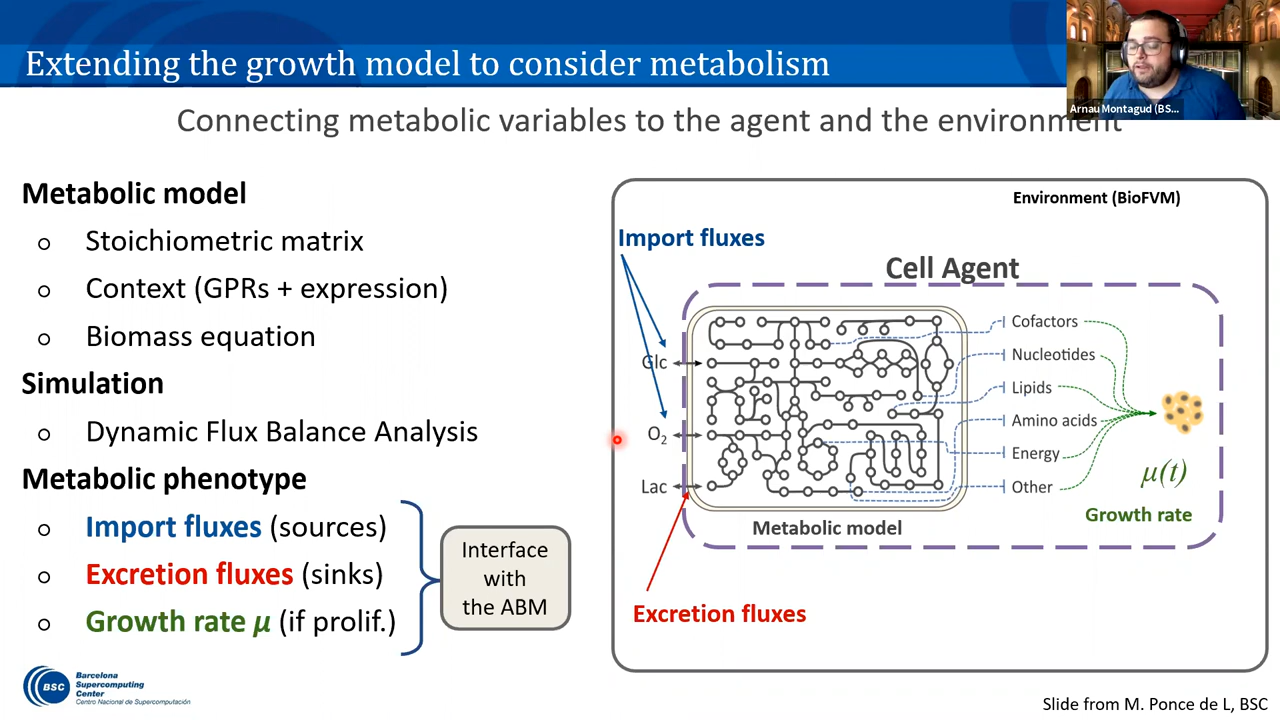 Extending the growth model to consider metabolism
Arnau Montagud (BS...
Connecting metabolic variables to the agent and the environment
Metabolic model
Stoichiometric matrix
Context (GPRs + expression)
Biomass equation
Simulation
Dynamic Flux Balance Analysis
Metabolic phenotype
Import fluxes (sources)
Excretion fluxes (sinks)
Growth rate μ (if prolif.)
Interface
with
the ABM
Environment (BioFVM)
Import fluxes
Cell Agent
Glc
O2
Lac
Cofactors
Nucleotides
Lipids
Amino acids
Energy
Other
μ(t)
Growth rate
Metabolic model
Excretion fluxes
BSC
Barcelona
Supercomputing
Center
Centro Nacional de Supercomputación
Slide from M. Ponce de L, BSC